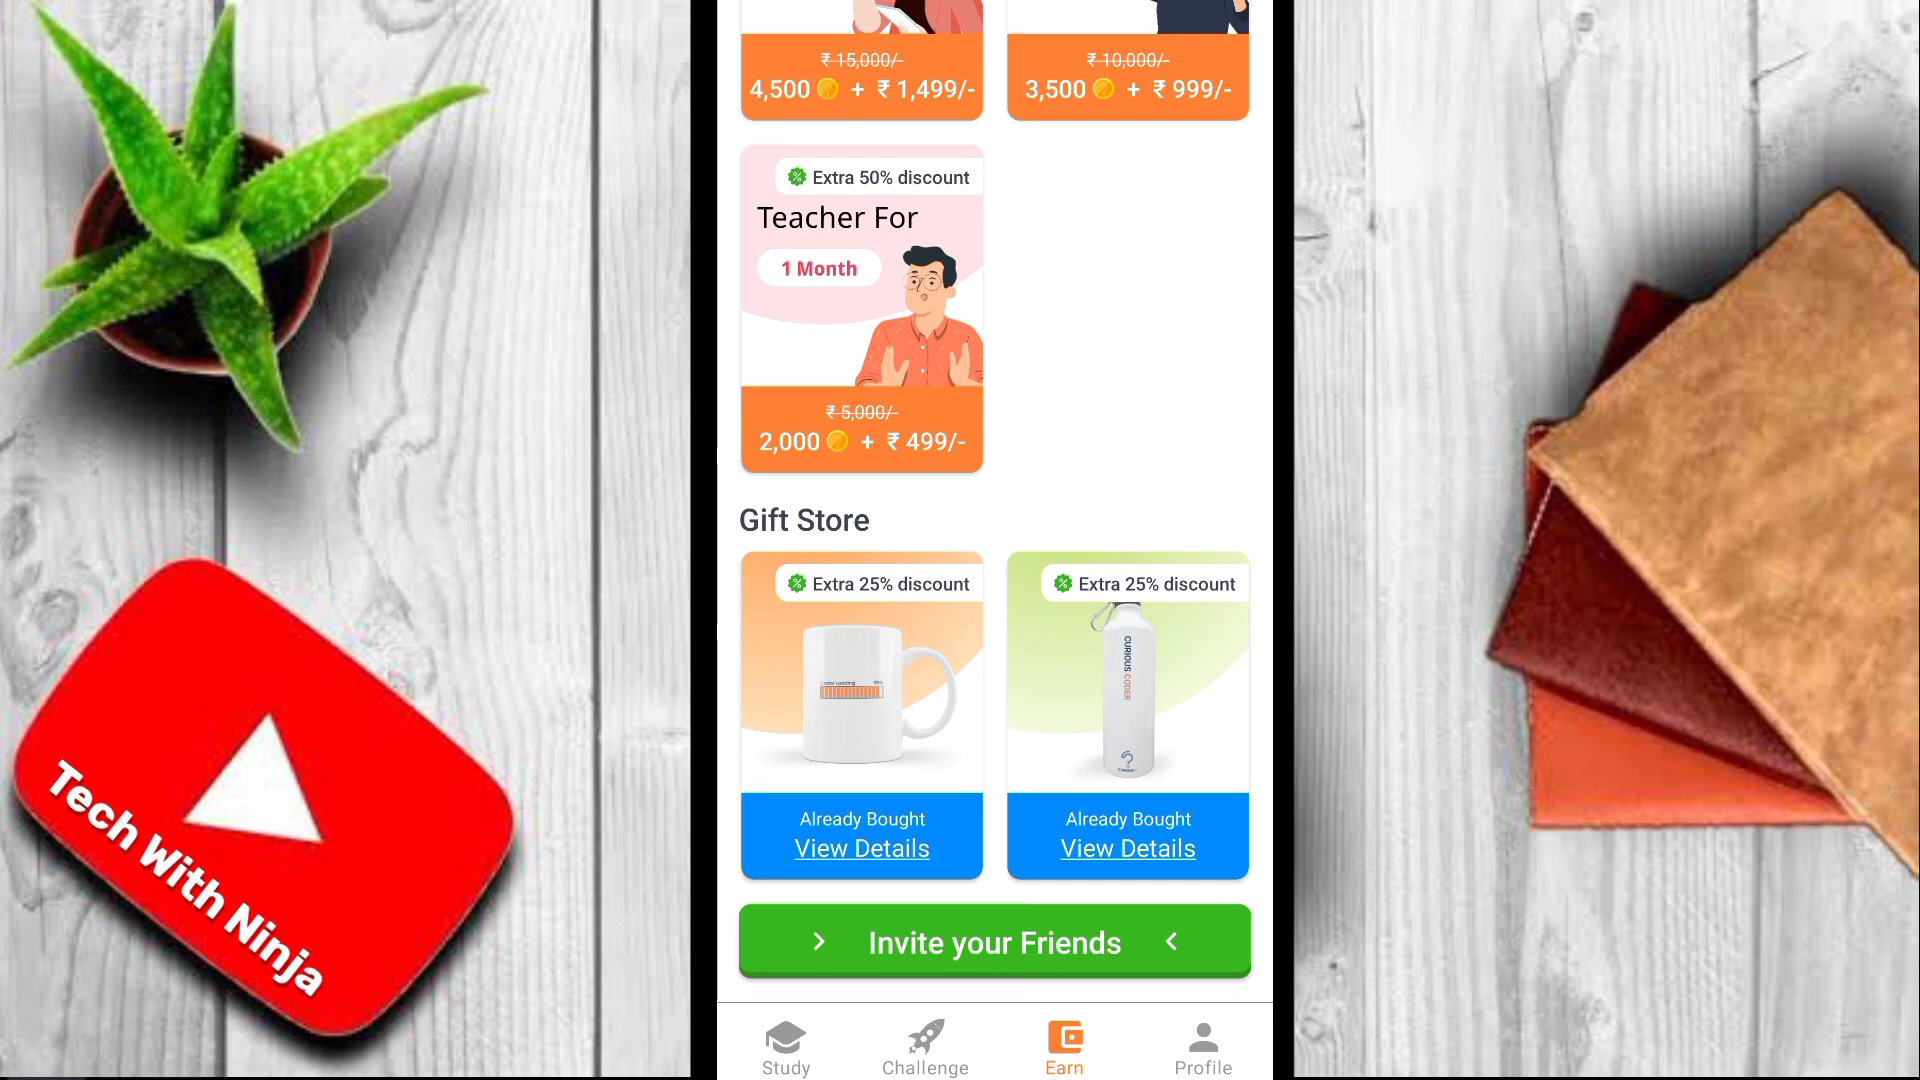 ₹ 15,000/-
4,500 + ₹ 1,499/-
₹ 10,000/-
3,500 + ₹ 999/-
Extra 50% discount
Teacher For
1 Month
₹ 5,000/-
2,000 + ₹ 499/-
Gift Store
Extra 25% discount
Coder Loading
Already Bought
View Details
Extra 25% discount
CURIOUS CODER
Already Bought
View Details
Invite your Friends
Study
Challenge
Earn
Profile
Tech With Ninja